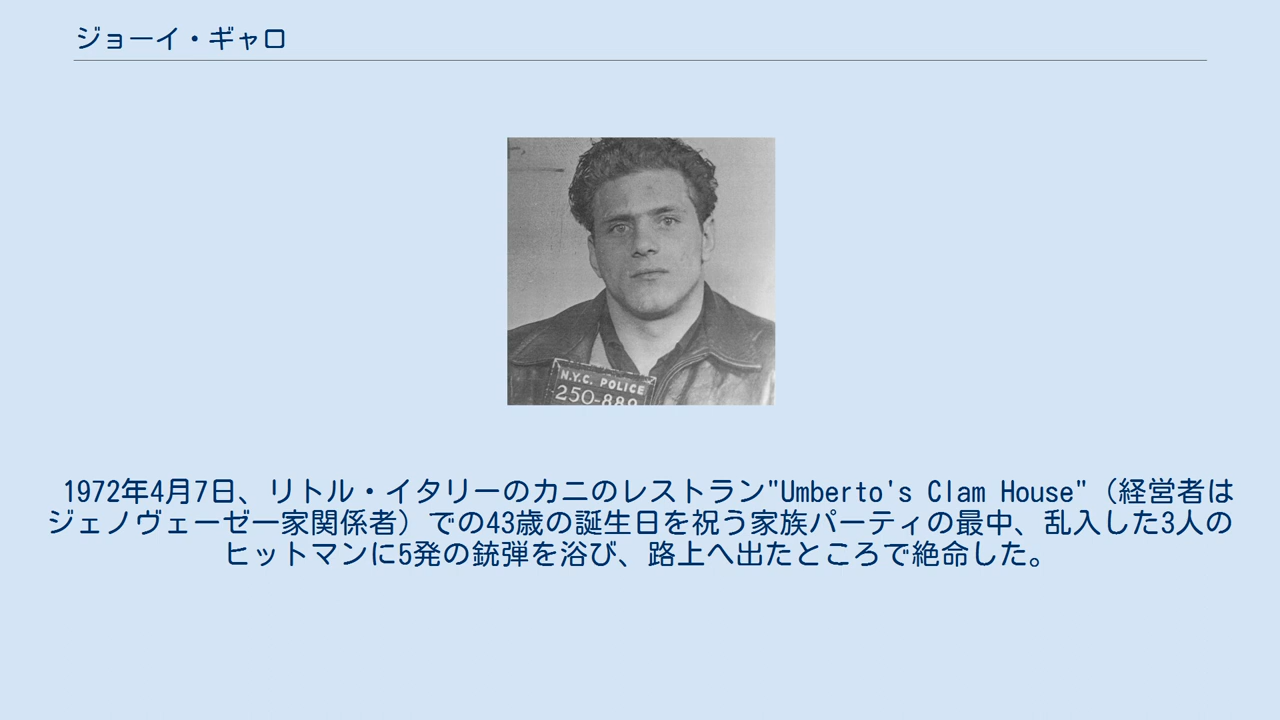 ジョーイ・ギャロ
N.Y.C. POLICE
250-889
1972年4月7日、リトル・イタリーのカニのレストラン"Umberto's Clam House"（経営者は
ジェノヴェーゼ一家関係者）での43歳の誕生日を祝う家族パーティの最中、乱入した3人の
ヒットマンに5発の銃弾を浴び、路上へ出たところで絶命した。